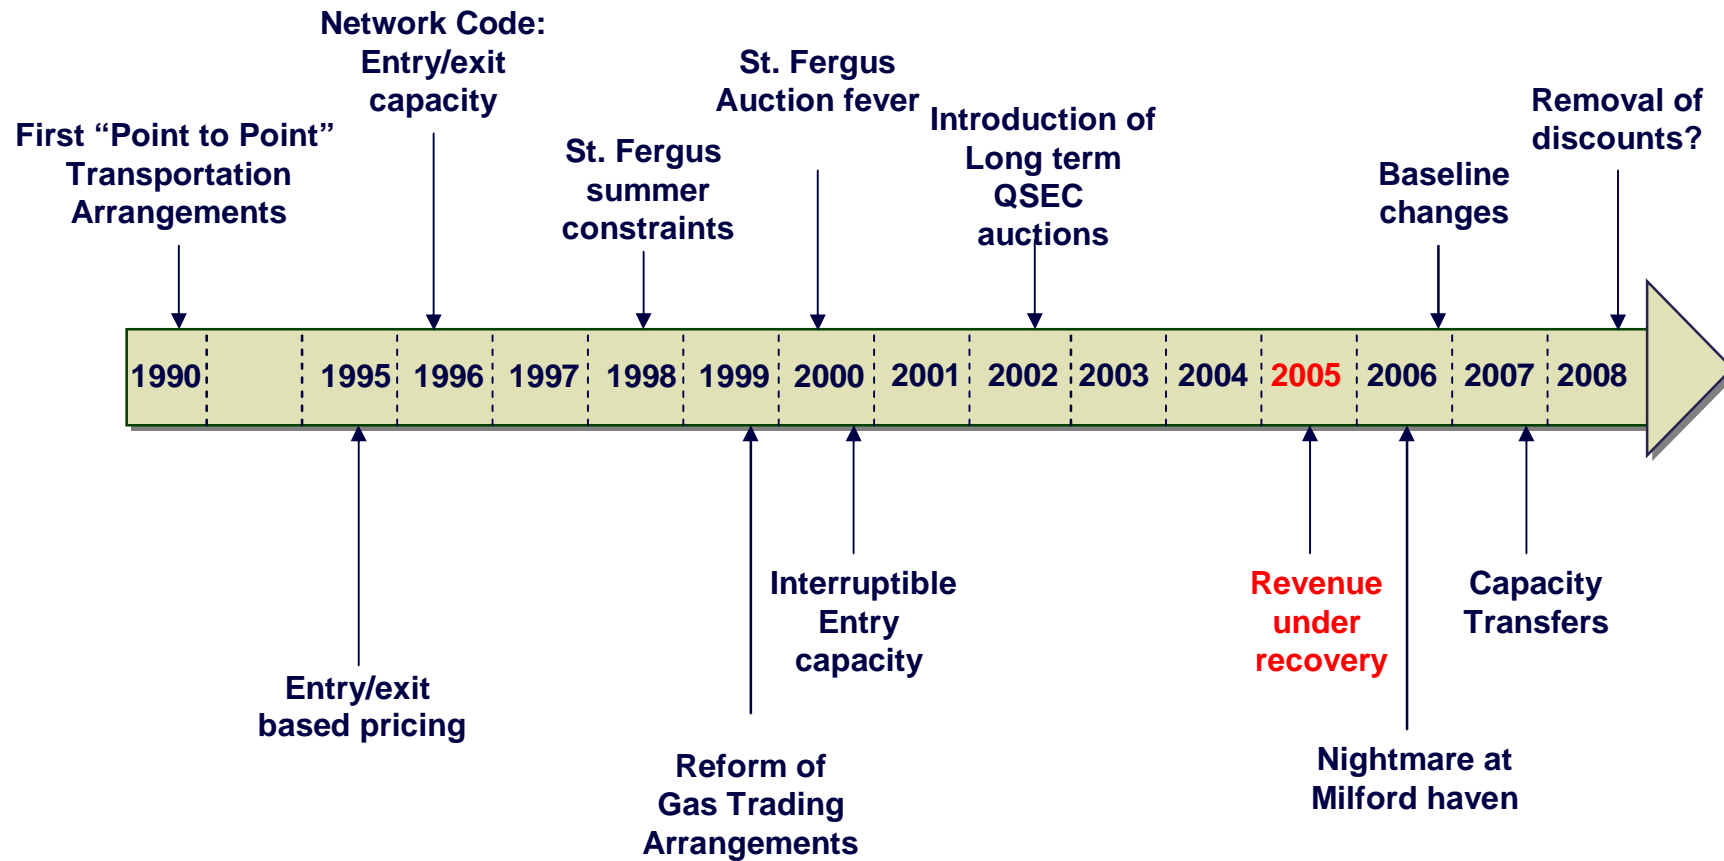 Network Code:
Entry/exit
capacity
St. Fergus
Auction fever
Removal of
discounts?
First “Point to Point”
Transportation
Arrangements
St. Fergus
summer
constraints
Introduction of
Long term
QSEC
auctions
Baseline
changes
1990 1995 1996 1997 1998 1999 2000 2001 2002 2003 2004 2005 2006 2007 2008
Entry/exit
based pricing
Reform of
Gas Trading
Arrangements
Interruptible
Entry
capacity
Revenue
under
recovery
Nightmare at
Milford haven
Capacity
Transfers